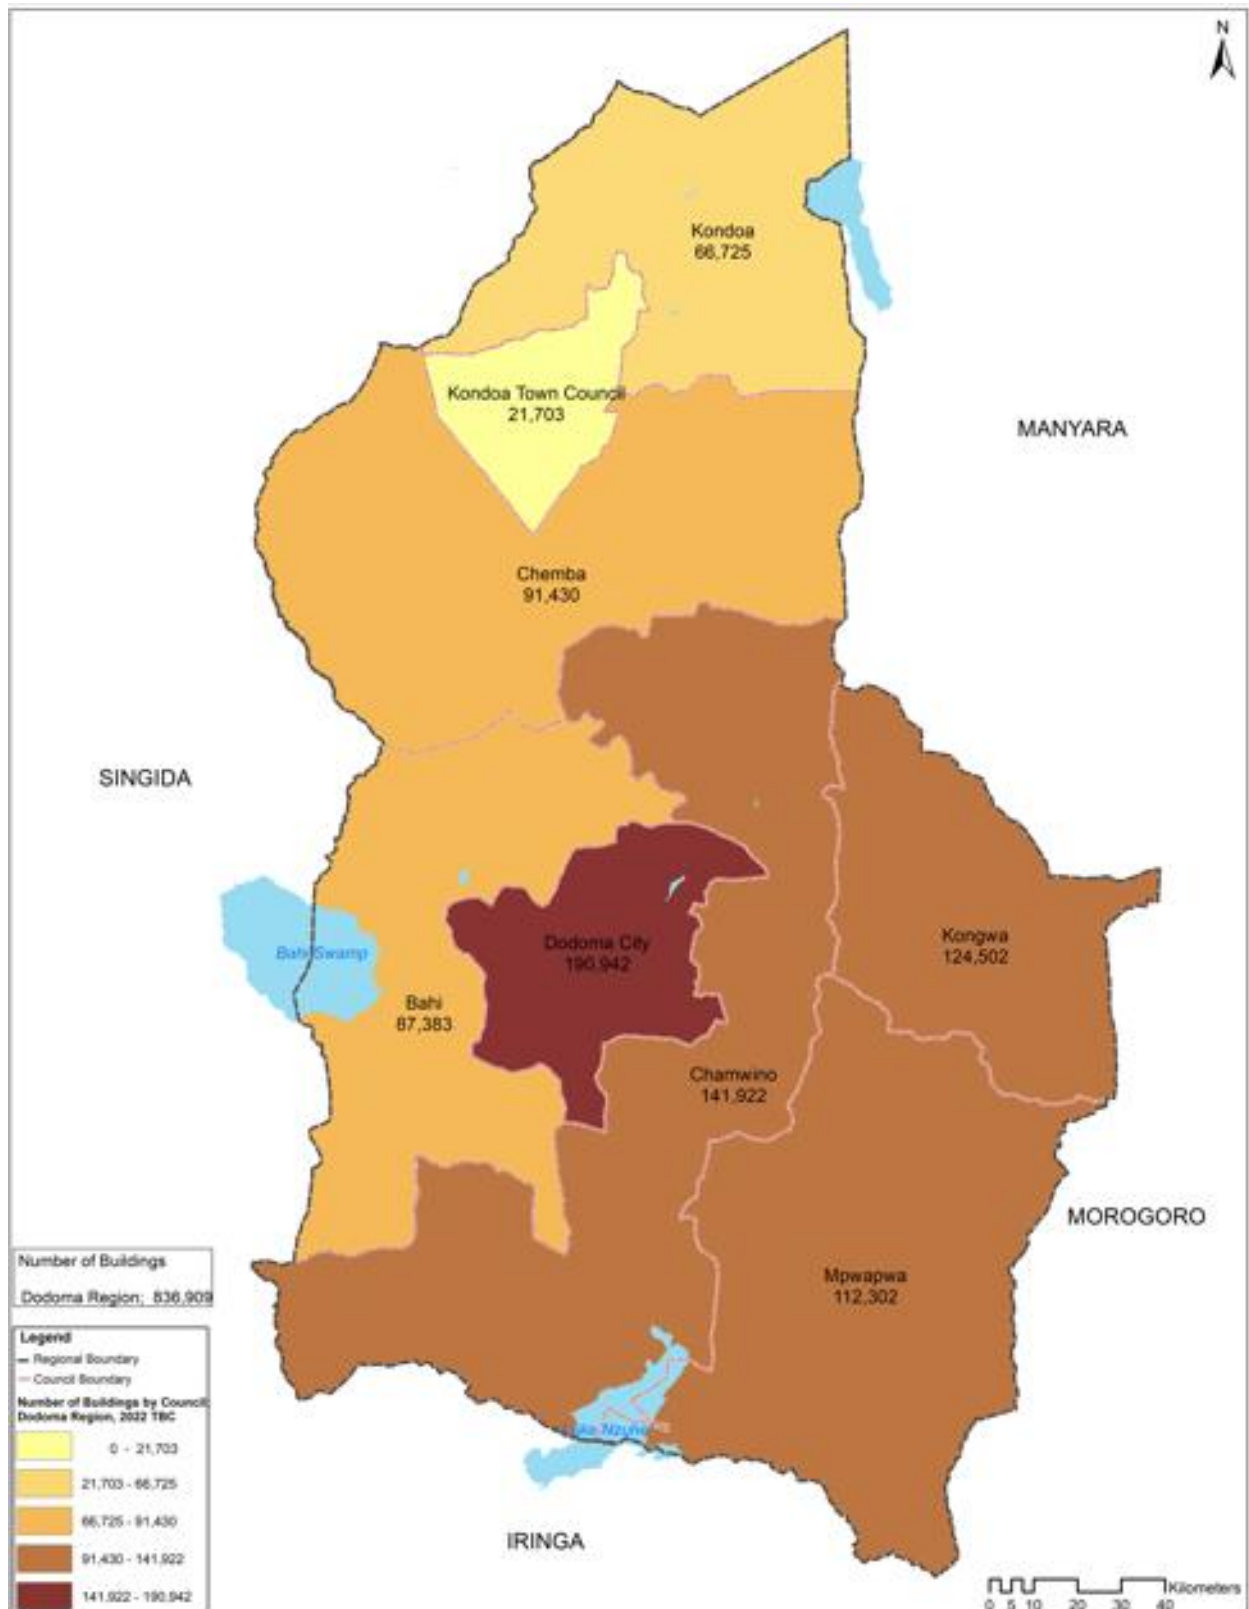 N
Kondoa
66,725
Kondoa Town Council
21,703
MANYARA
Chemba
91,430
SINGIDA
Bahi Swamp
Dodoma City
190,942
Kongwa
124,502
Bahi
87,383
Chamwino
141,922
MOROGORO
Mpwapwa
112,302
Number of Buildings
Dodoma Region; 836,909
Legend
Regional Boundary
Council Boundary
Number of Buildings by Council;
Dodoma Region, 2022 TBC
0 - 21,703
21,703 - 66,725
66,725 - 91,430
91,430 - 141,922
141,922 - 190,942
IRINGA
Kilometers
0 5 10 20 30 40